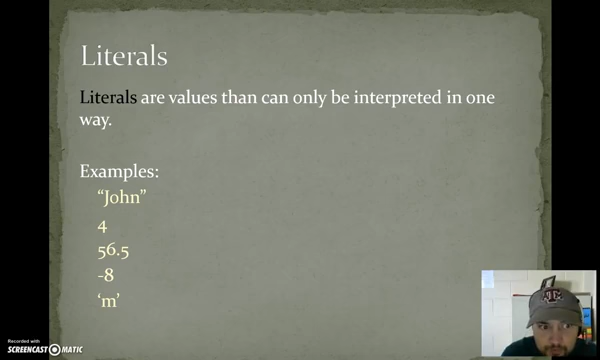 Literals
Literals are values than can only be interpreted in one
way.
Examples:
“John”
4
56.5
-8
‘m’
Recorded with
SCREENCAST MATIC